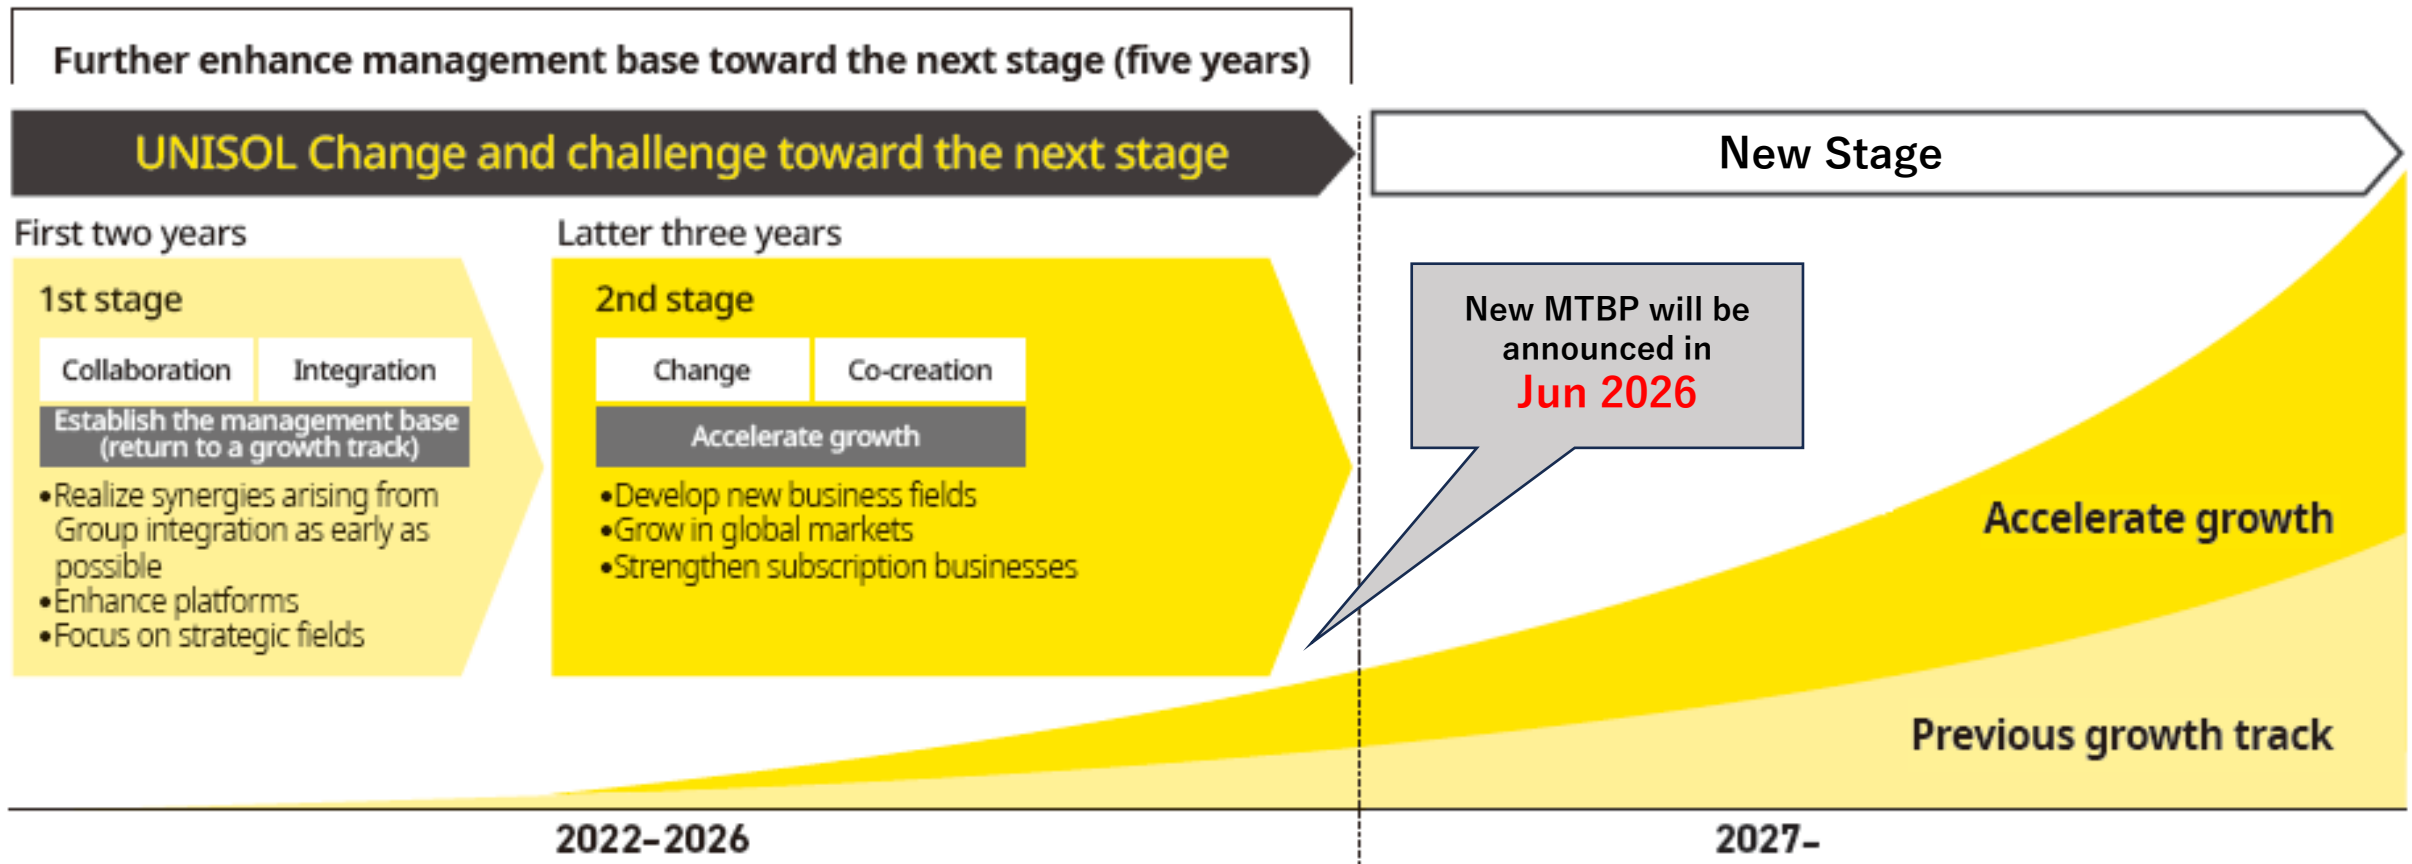 Further enhance management base toward the next stage (five years)
UNISOL Change and challenge toward the next stage
New Stage
First two years
1st stage
Collaboration
Integration
Establish the management base
(return to a growth track)
•Realize synergies arising from
Group integration as early as
possible
•Enhance platforms
•Focus on strategic fields
Latter three years
2nd stage
Change
Co-creation
Accelerate growth
•Develop new business fields
•Grow in global markets
•Strengthen subscription businesses
New MTBP will be
announced in
Jun 2026
Accelerate growth
Previous growth track
2022–2026
2027–